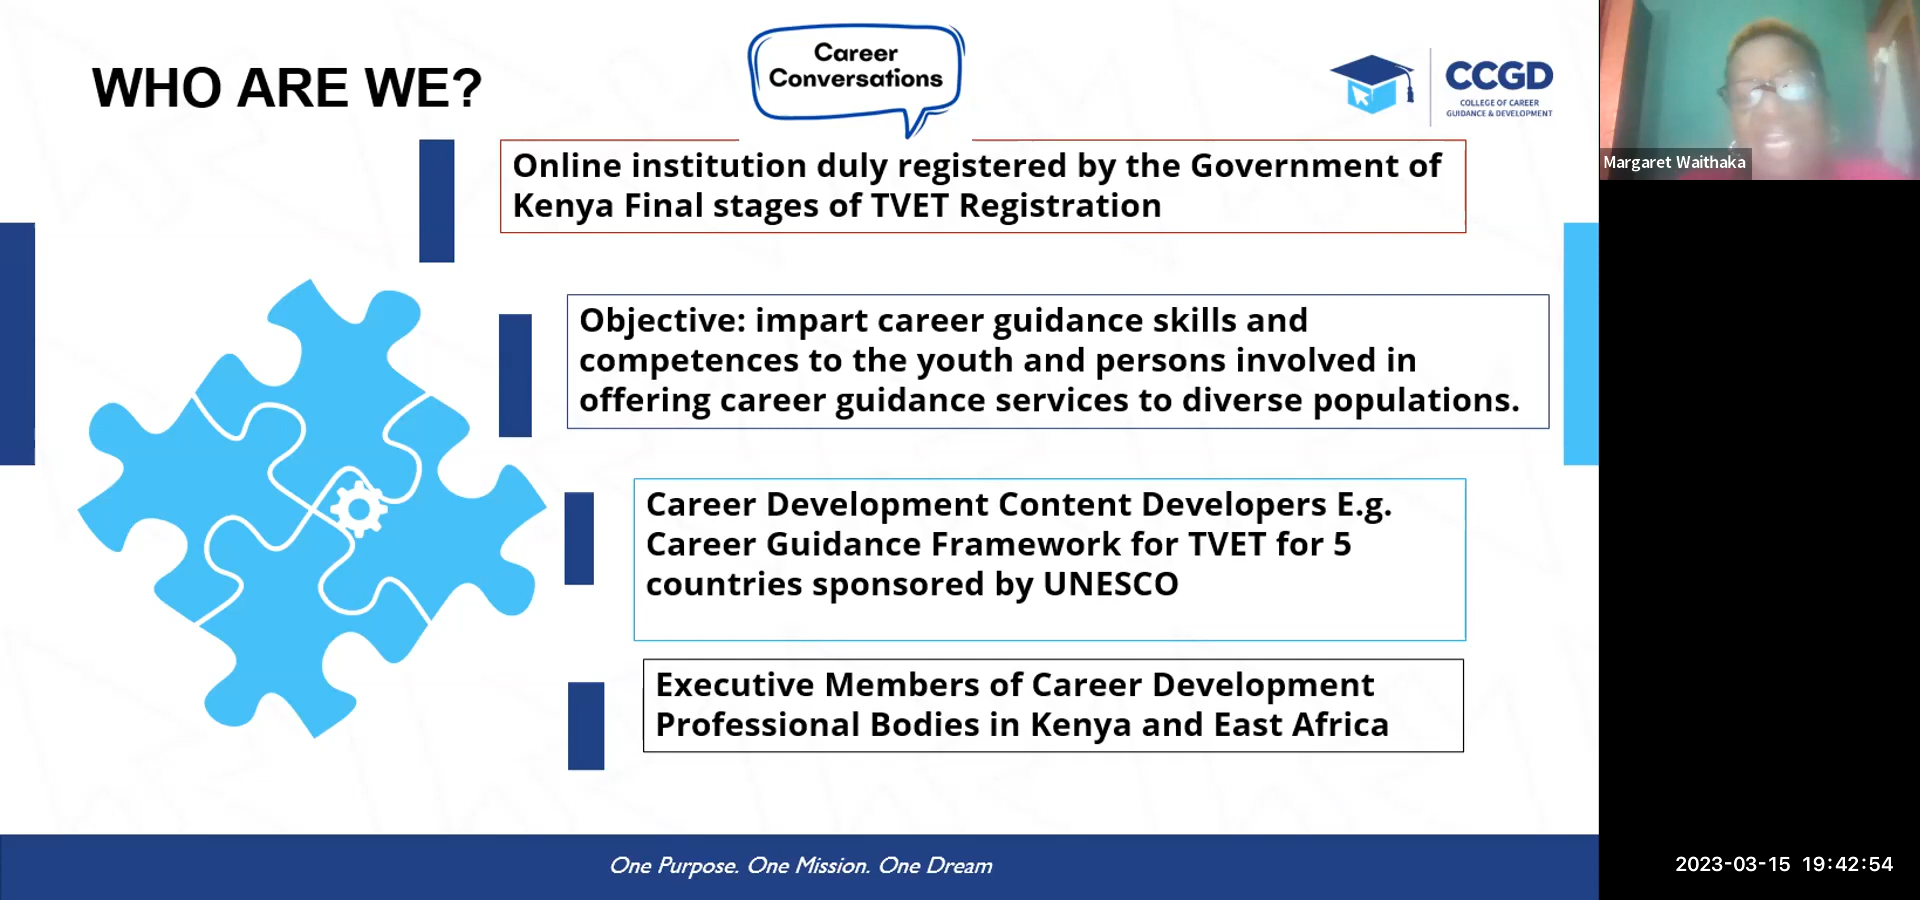 WHO ARE WE?
Career
Conversations
CCGD
COLLEGE OF CAREER
GUIDANCE & DEVELOPMENT
Margaret Waithaka
Online institution duly registered by the Government of
Kenya Final stages of TVET Registration
Objective: impart career guidance skills and
competences to the youth and persons involved in
offering career guidance services to diverse populations.
Career Development Content Developers E.g.
Career Guidance Framework for TVET for 5
countries sponsored by UNESCO
Executive Members of Career Development
Professional Bodies in Kenya and East Africa
One Purpose. One Mission. One Dream
2023-03-15 19:42:54